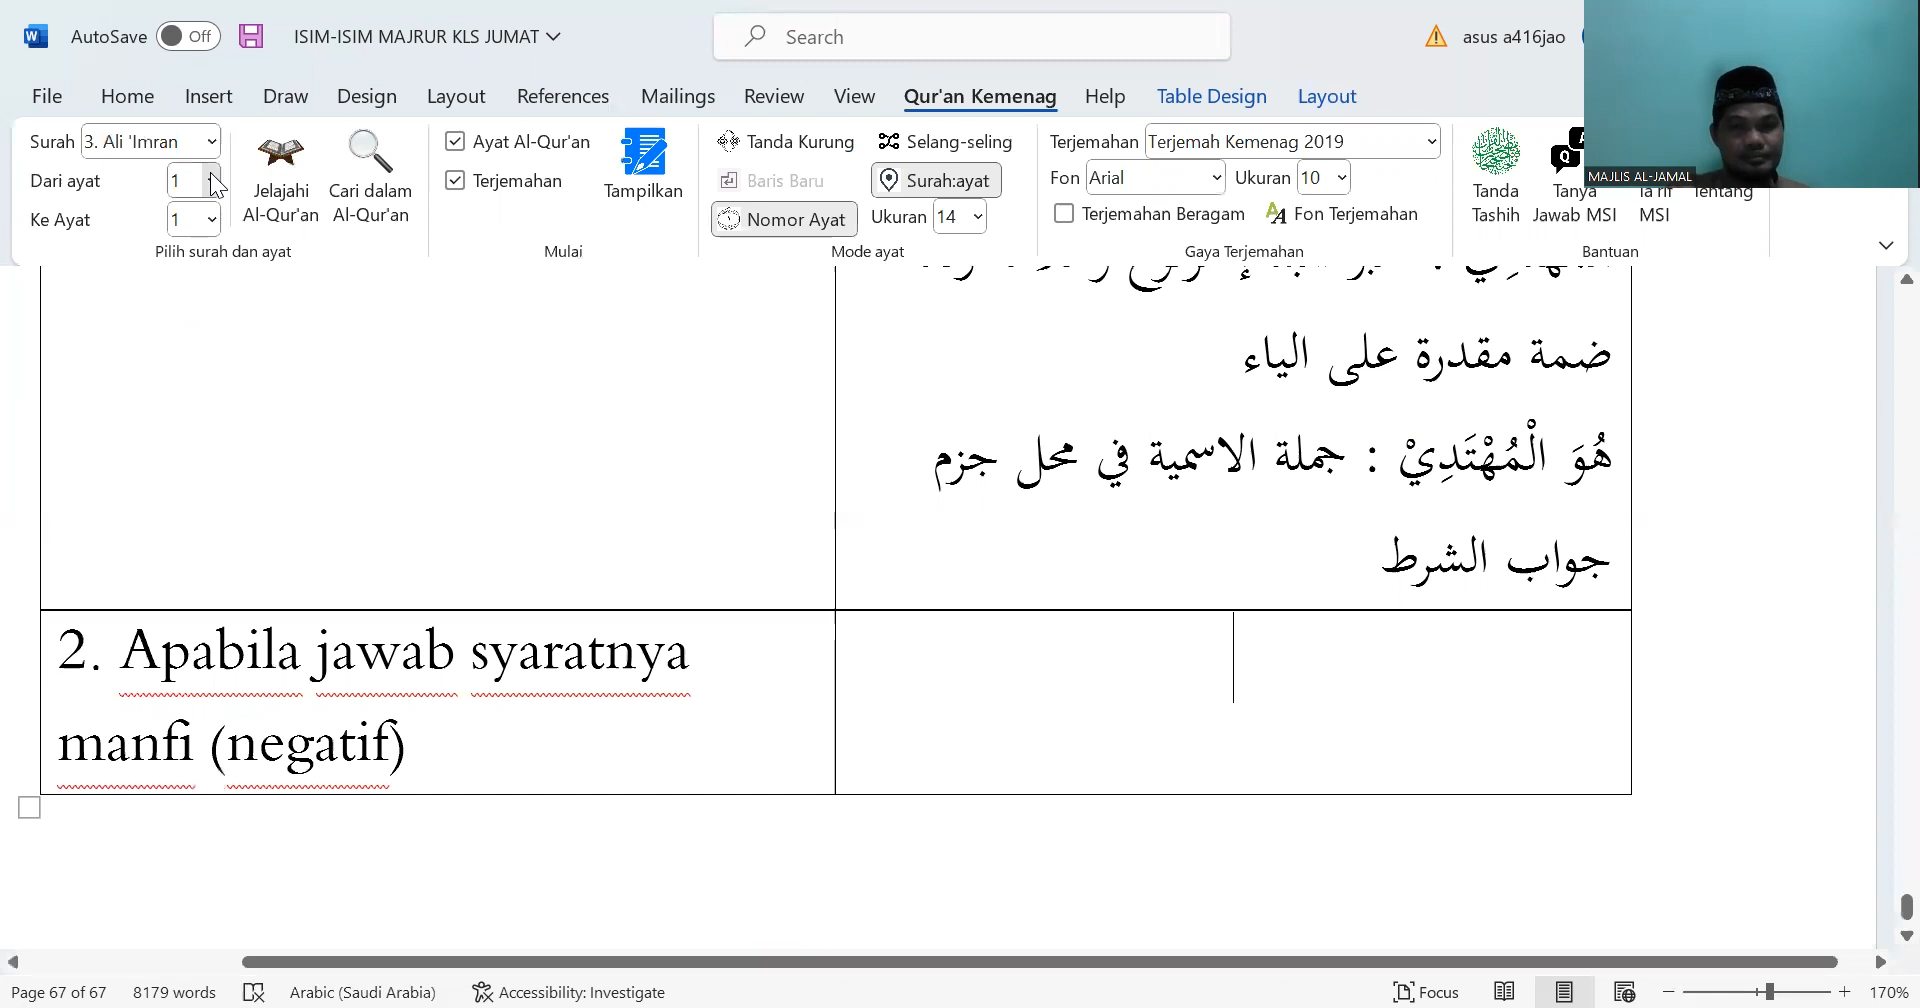 AutoSave Off ISIM-ISIM MAJRUR KLS JUMAT Search asus a416jao
File Home Insert Draw Design Layout References Mailings Review View Qur'an Kemenag Help Table Design Layout
Surah 3. Ali 'Imran
Dari ayat 1
Ke Ayat 1
Jelajahi Al-Qur'an
Cari dalam Al-Qur'an
Pilih surah dan ayat
Ayat Al-Qur'an
Terjemahan
Tampilkan
Mulai
Tanda Kurung
Selang-seling
Baris Baru
Surah:ayat
Nomor Ayat
Ukuran 14
Mode ayat
Terjemahan Terjemah Kemenag 2019
Fon Arial Ukuran 10
Terjemahan Beragam Fon Terjemahan
Gaya Terjemahan
Tanda Tashih
Tanya Jawab MSI
MSI
Tentang
Bantuan
MAJLIS AL-JAMAL
ضمة مقدرة على الياء
هُوَ الْمُهْتَدِيْ : جملة الاسمية في محل جزم
جواب الشرط
2. Apabila jawab syaratnya
manfi (negatif)
Page 67 of 67 8179 words Arabic (Saudi Arabia) Accessibility: Investigate Focus 170%